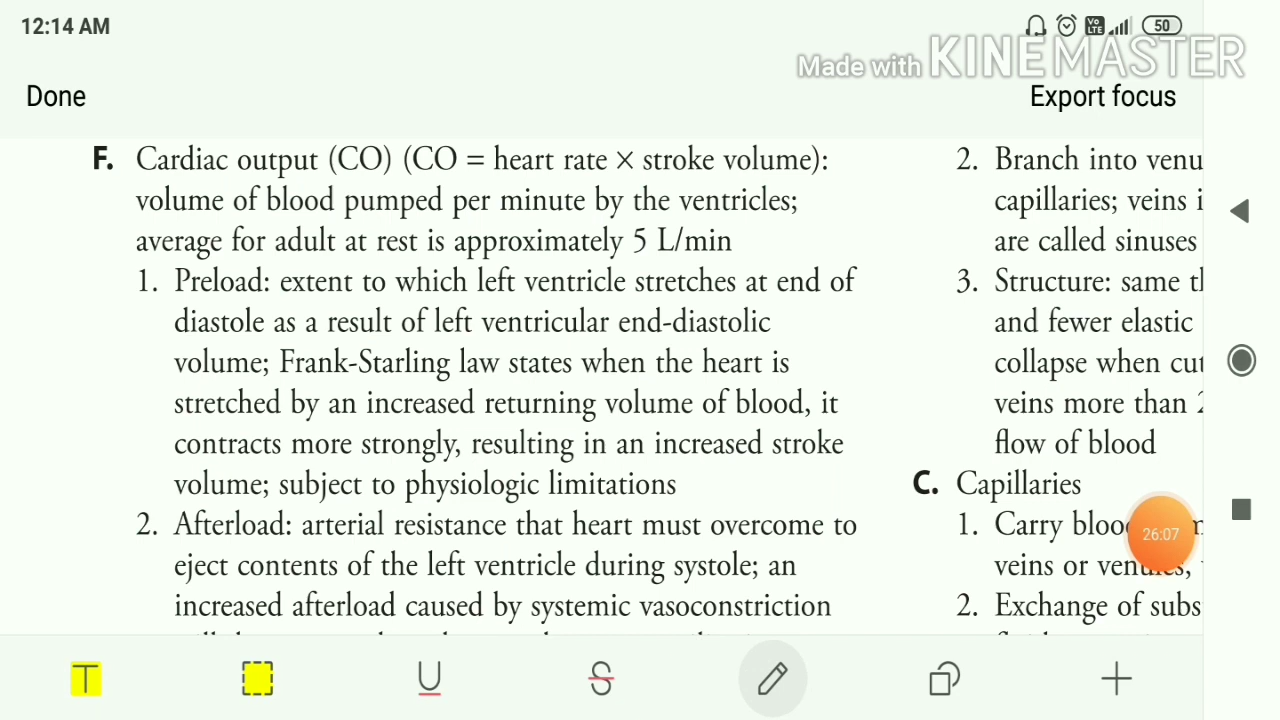 12:14 AM
Vo LTE
50
Made with KINEMASTER
Done
Export focus
F. Cardiac output (CO) (CO = heart rate × stroke volume):
volume of blood pumped per minute by the ventricles;
average for adult at rest is approximately 5 L/min
1. Preload: extent to which left ventricle stretches at end of
diastole as a result of left ventricular end-diastolic
volume; Frank-Starling law states when the heart is
stretched by an increased returning volume of blood, it
contracts more strongly, resulting in an increased stroke
volume; subject to physiologic limitations
2. Afterload: arterial resistance that heart must overcome to
eject contents of the left ventricle during systole; an
increased afterload caused by systemic vasoconstriction
2. Branch into venu
capillaries; veins i
are called sinuses
3. Structure: same tl
and fewer elastic
collapse when cut
veins more than 2
flow of blood
C. Capillaries
1. Carry blood
veins or venules,
2. Exchange of subs
26:07
T
U
S